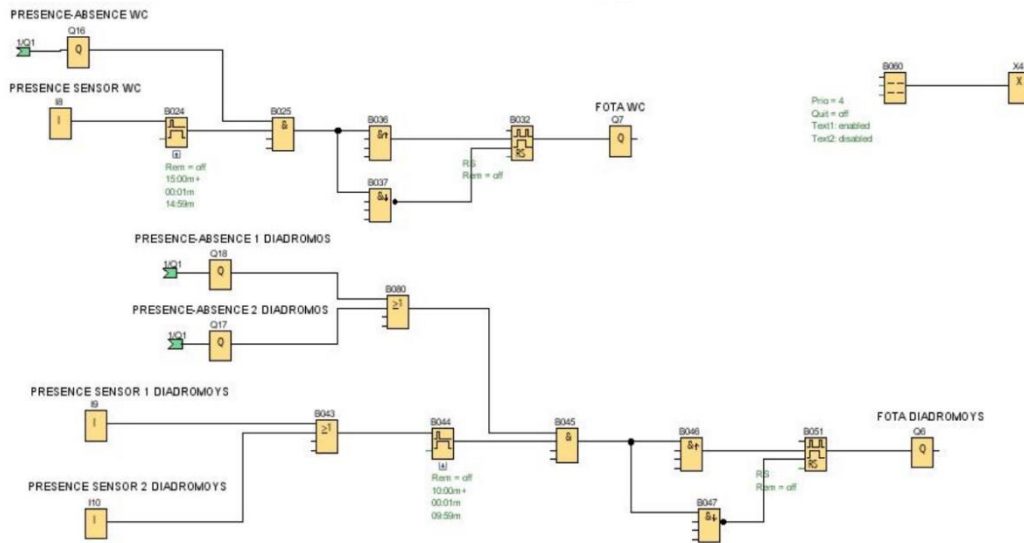 PRESENCE-ABSENCE WC
Q16
1/Q1
Q
PRESENCE SENSOR WC
I8
I
B024
Rem = off
15:00m+
00:01m
14:59m
B025
&
B036
&↑
B037
&↓
B032
RS
RS
Rem = off
FOTA WC
Q7
Q
B060
X4
X
Prio = 4
Quit = off
Text1: enabled
Text2: disabled
PRESENCE-ABSENCE 1 DIADROMOS
Q18
1/Q1
Q
PRESENCE-ABSENCE 2 DIADROMOS
Q17
1/Q1
Q
B080
≥1
PRESENCE SENSOR 1 DIADROMOYS
I9
I
B043
≥1
PRESENCE SENSOR 2 DIADROMOYS
I10
I
B044
Rem = off
10:00m+
00:01m
09:59m
B045
&
B046
&↑
B047
&↓
B051
RS
RS
Rem = off
FOTA DIADROMOYS
Q6
Q